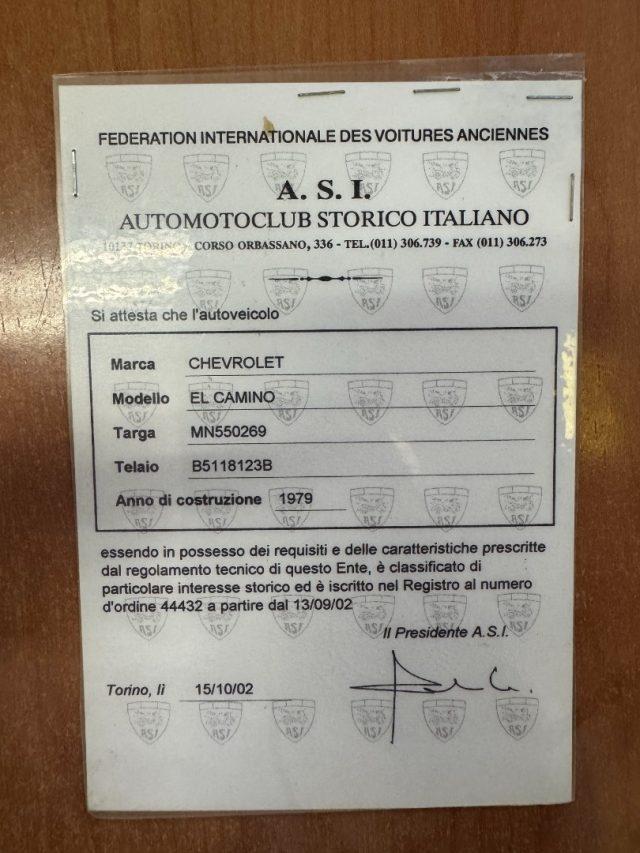 FEDERATION INTERNATIONALE DES VOITURES ANCIENNES
A. S. I.
AUTOMOTOCLUB STORICO ITALIANO
10137 TORINO - CORSO ORBASSANO, 336 - TEL.(011) 306.739 - FAX (011) 306.273
Si attesta che l'autoveicolo
Marca CHEVROLET
Modello EL CAMINO
Targa MN550269
Telaio B5118123B
Anno di costruzione 1979
essendo in possesso dei requisiti e delle caratteristiche prescritte
dal regolamento tecnico di questo Ente, è classificato di
particolare interesse storico ed è iscritto nel Registro al numero
d'ordine 44432 a partire dal 13/09/02
Il Presidente A.S.I.
Torino, lì 15/10/02